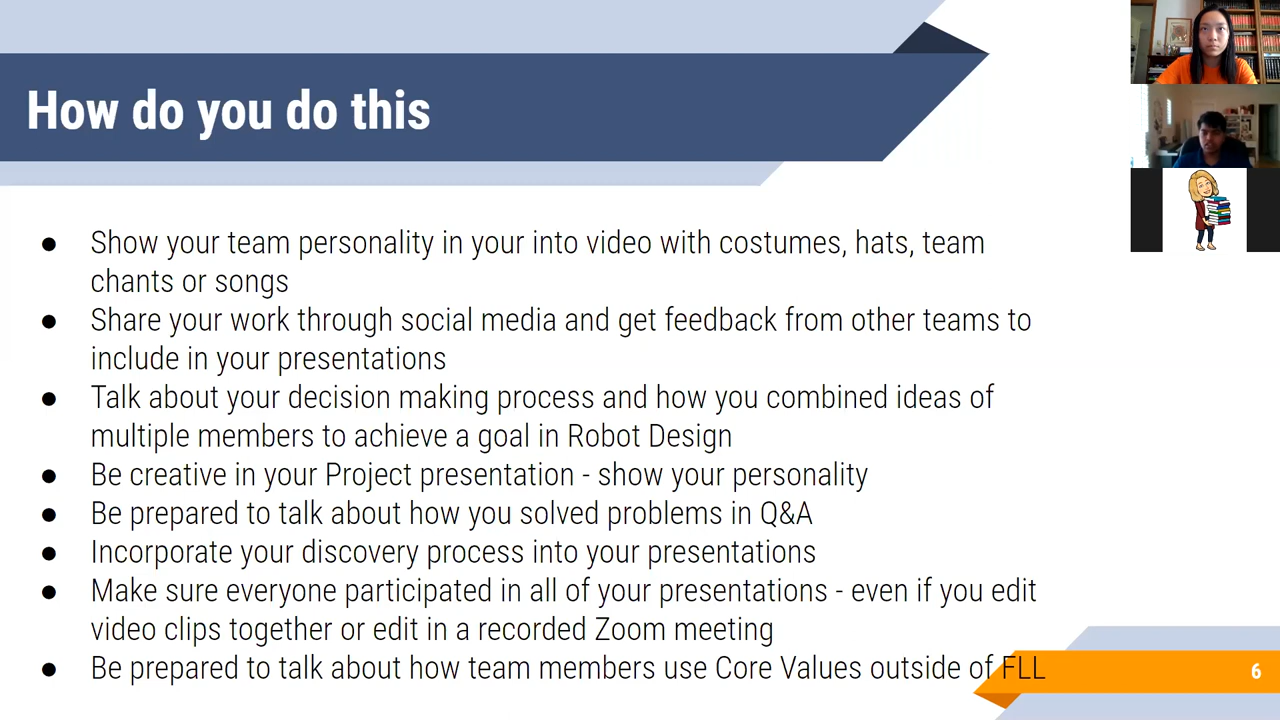 How do you do this
● Show your team personality in your into video with costumes, hats, team
chants or songs
● Share your work through social media and get feedback from other teams to
include in your presentations
● Talk about your decision making process and how you combined ideas of
multiple members to achieve a goal in Robot Design
● Be creative in your Project presentation - show your personality
● Be prepared to talk about how you solved problems in Q&A
● Incorporate your discovery process into your presentations
● Make sure everyone participated in all of your presentations - even if you edit
video clips together or edit in a recorded Zoom meeting
● Be prepared to talk about how team members use Core Values outside of FLL
6